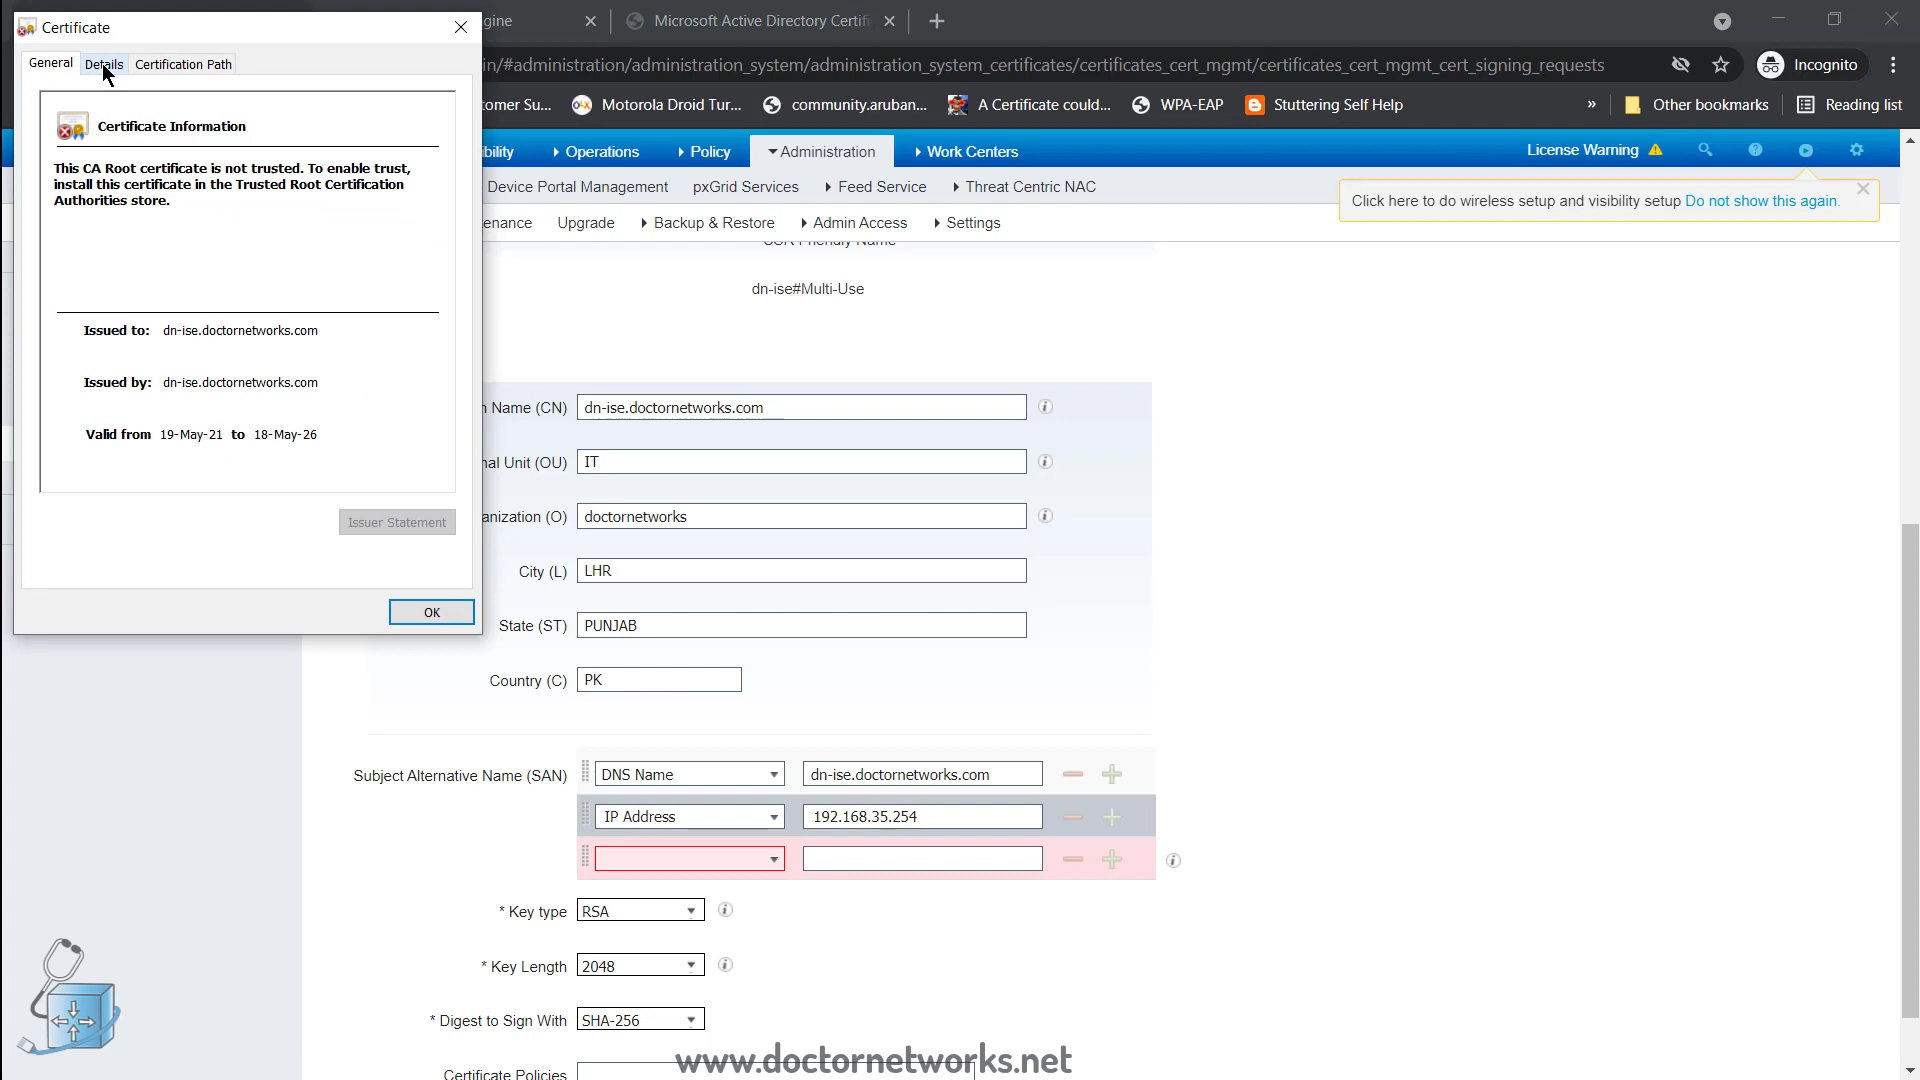 Certificate
General
Details
Certification Path
Certificate Information
This CA Root certificate is not trusted. To enable trust,
install this certificate in the Trusted Root Certification
Authorities store.
Issued to: dn-ise.doctornetworks.com
Issued by: dn-ise.doctornetworks.com
Valid from 19-May-21 to 18-May-26
Issuer Statement
OK
gine
Microsoft Active Directory Certifi
in/#administration/administration_system/administration_system_certificates/certificates_cert_mgmt/certificates_cert_mgmt_cert_signing_requests
Incognito
tomer Su...
Motorola Droid Tur...
community.aruban...
A Certificate could...
WPA-EAP
Stuttering Self Help
»
Other bookmarks
Reading list
ibility
Operations
Policy
Administration
Work Centers
License Warning
Device Portal Management
pxGrid Services
Feed Service
Threat Centric NAC
Click here to do wireless setup and visibility setup Do not show this again.
enance
Upgrade
Backup & Restore
Admin Access
Settings
CSR Friendly Name
dn-ise#Multi-Use
n Name (CN) dn-ise.doctornetworks.com
nal Unit (OU) IT
anization (O) doctornetworks
City (L) LHR
State (ST) PUNJAB
Country (C) PK
Subject Alternative Name (SAN) DNS Name dn-ise.doctornetworks.com
IP Address 192.168.35.254
* Key type RSA
* Key Length 2048
* Digest to Sign With SHA-256
Certificate Policies
www.doctornetworks.net